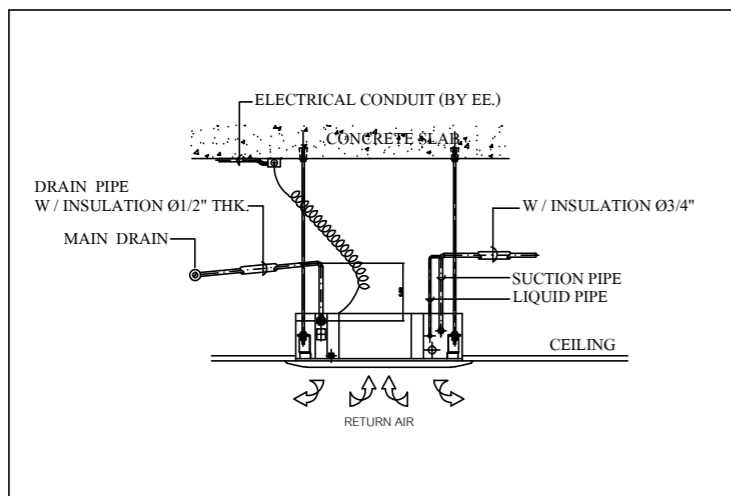 ELECTRICAL CONDUIT (BY EE.)
CONCRETE SLAB
DRAIN PIPE
W / INSULATION Ø1/2" THK.
MAIN DRAIN
W / INSULATION Ø3/4"
SUCTION PIPE
LIQUID PIPE
CEILING
RETURN AIR